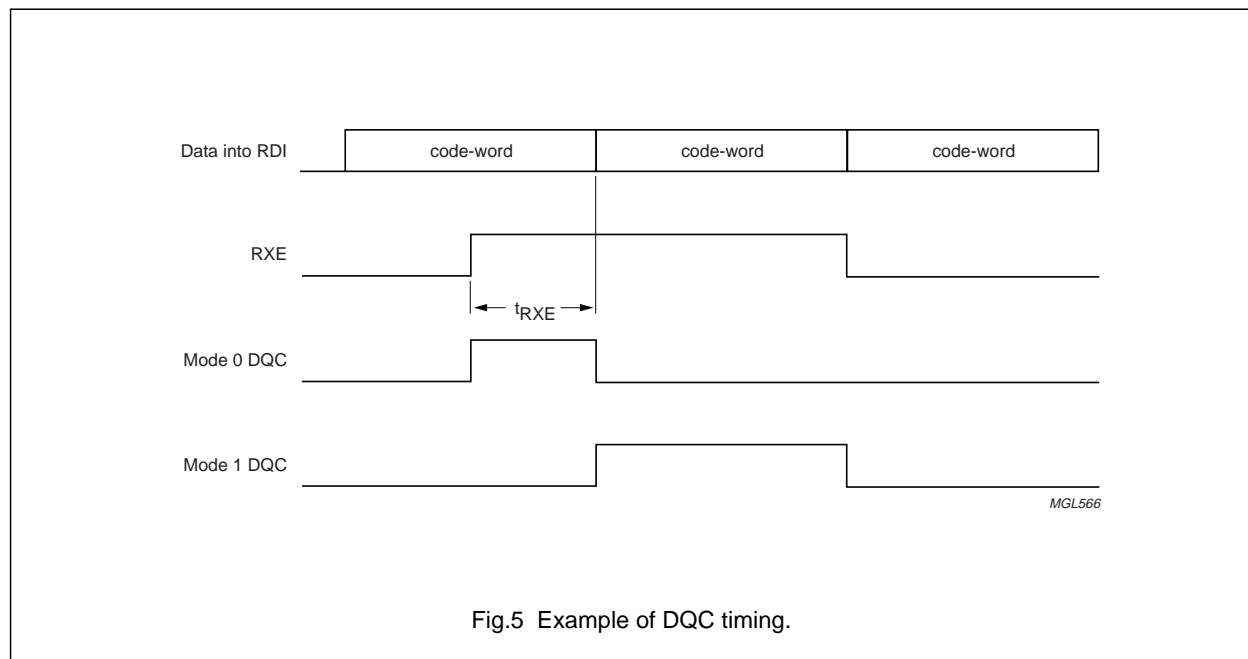 Data into RDI
code-word code-word code-word
RXE
tRXE
Mode 0 DQC
Mode 1 DQC
MGL566
Fig.5 Example of DQC timing.